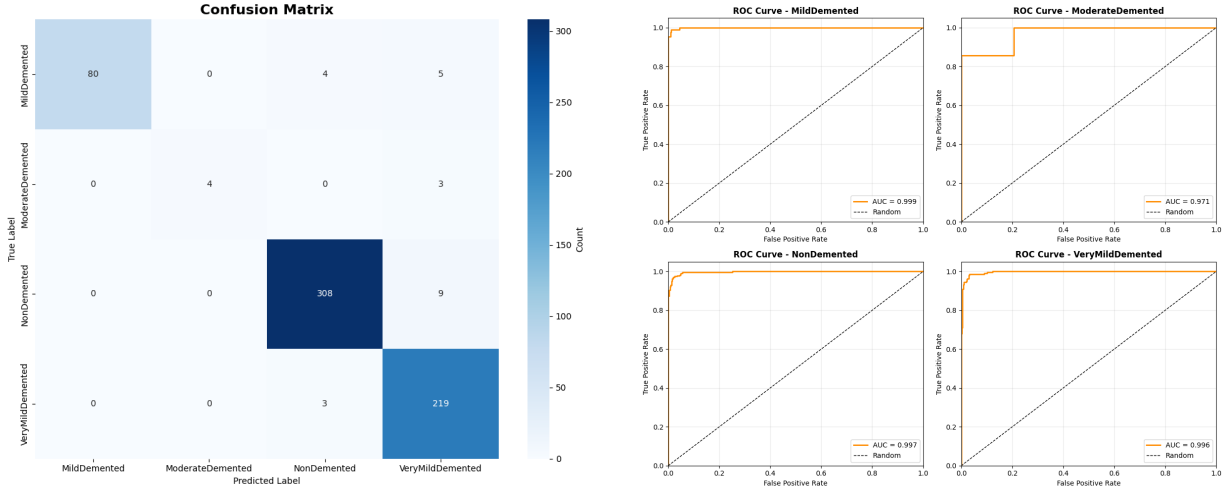 Confusion Matrix
True Label
MildDemented
ModerateDemented
NonDemented
VeryMildDemented
80 0 4 5
0 4 0 3
0 0 308 9
0 0 3 219
MildDemented ModerateDemented NonDemented VeryMildDemented
Predicted Label
300
250
200
150
100
50
0
Count
ROC Curve - MildDemented
True Positive Rate
1.0
0.8
0.6
0.4
0.2
0.0
0.0 0.2 0.4 0.6 0.8 1.0
False Positive Rate
AUC = 0.999
Random
ROC Curve - ModerateDemented
True Positive Rate
1.0
0.8
0.6
0.4
0.2
0.0
0.0 0.2 0.4 0.6 0.8 1.0
False Positive Rate
AUC = 0.971
Random
ROC Curve - NonDemented
True Positive Rate
1.0
0.8
0.6
0.4
0.2
0.0
0.0 0.2 0.4 0.6 0.8 1.0
False Positive Rate
AUC = 0.997
Random
ROC Curve - VeryMildDemented
True Positive Rate
1.0
0.8
0.6
0.4
0.2
0.0
0.0 0.2 0.4 0.6 0.8 1.0
False Positive Rate
AUC = 0.996
Random